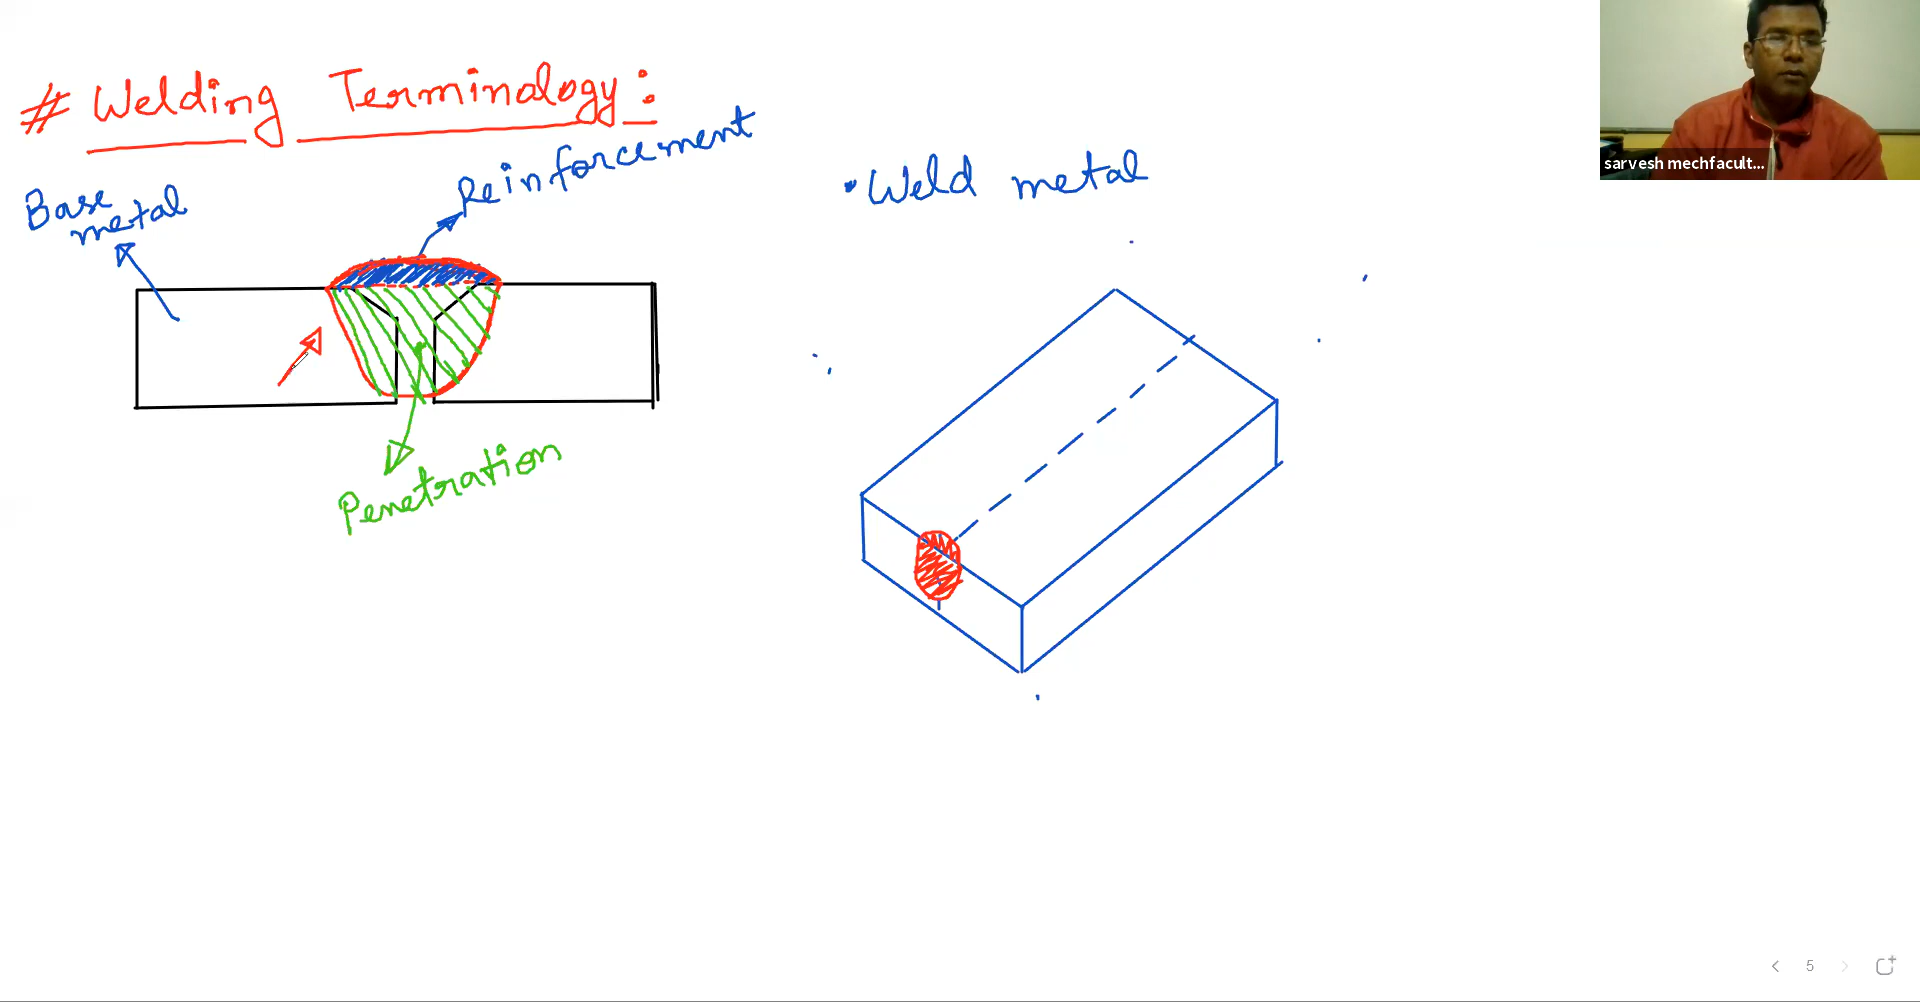 # Welding Terminology:
Reinforcement
Base
metal
Penetration
• Weld metal
sarvesh mechfacult...
5